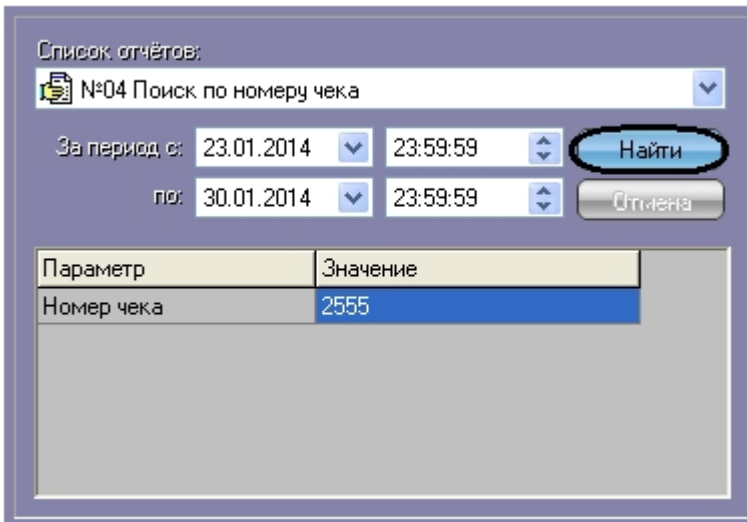 Список отчётов:
№04 Поиск по номеру чека
За период с: 23.01.2014 23:59:59 Найти
по: 30.01.2014 23:59:59 Отмена
Параметр Значение
Номер чека 2555